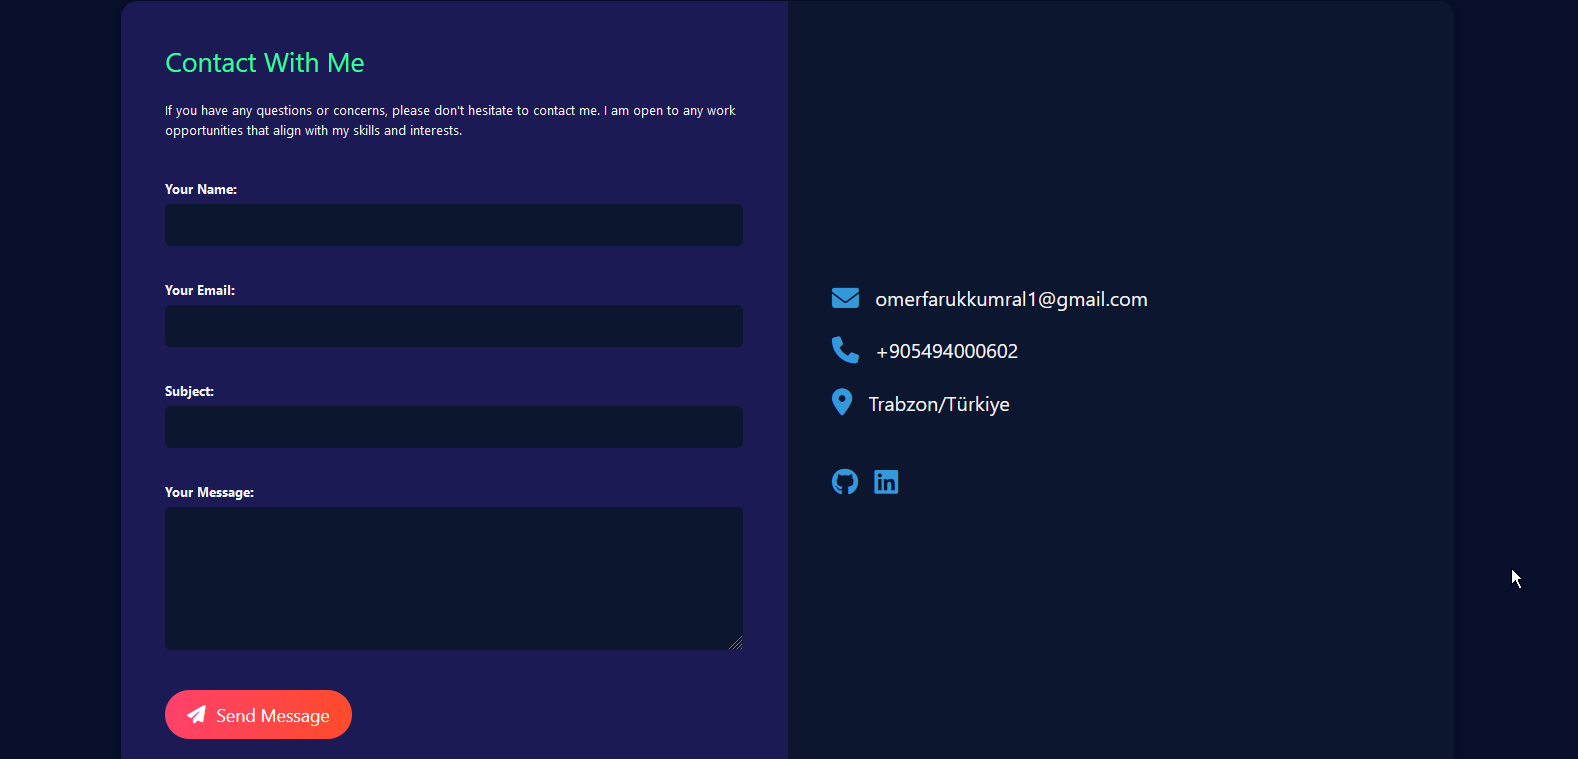 Contact With Me
If you have any questions or concerns, please don't hesitate to contact me. I am open to any work
opportunities that align with my skills and interests.
Your Name:
Your Email:
Subject:
Your Message:
Send Message
omerfarukkumral1@gmail.com
+905494000602
Trabzon/Türkiye
in